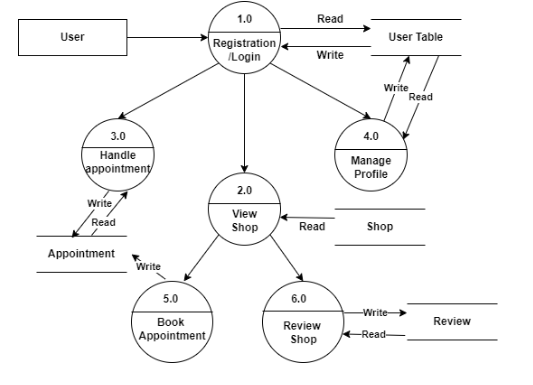 1.0
Read
User
Registration
/Login
User Table
Write
Write
Read
3.0
4.0
Handle
appointment
Manage
Profile
2.0
Write
Read
View
Shop
Read
Shop
Appointment
Write
5.0
6.0
Book
Appointment
Review
Shop
Write
Read
Review